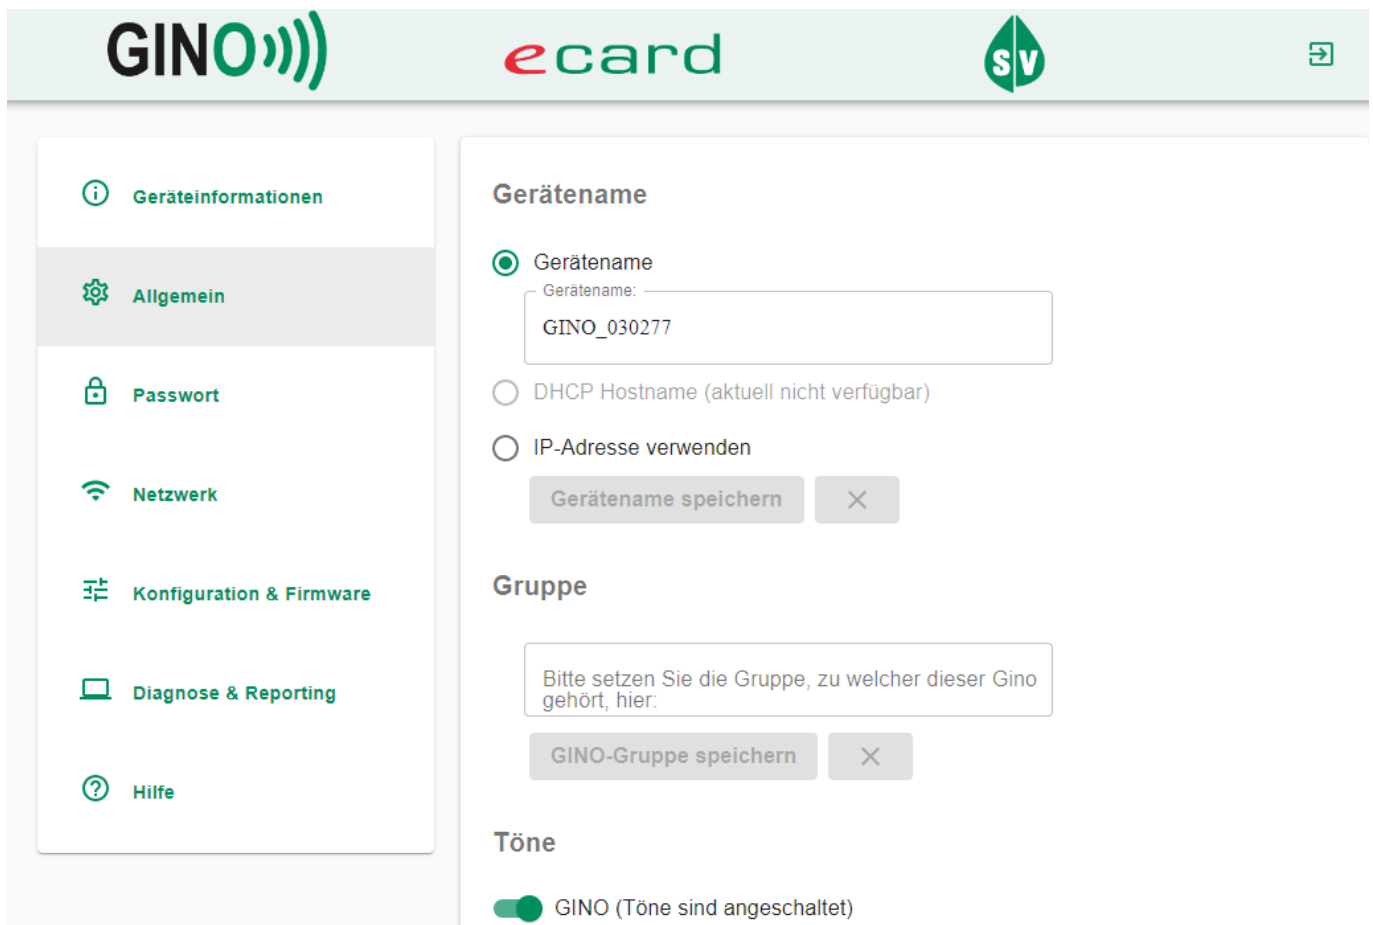 GINO
ecard
SV
Geräteinformationen
Allgemein
Passwort
Netzwerk
Konfiguration & Firmware
Diagnose & Reporting
Hilfe
Gerätename
Gerätename
Gerätename:
GINO_030277
DHCP Hostname (aktuell nicht verfügbar)
IP-Adresse verwenden
Gerätename speichern
Gruppe
Bitte setzen Sie die Gruppe, zu welcher dieser Gino
gehört, hier:
GINO-Gruppe speichern
Töne
GINO (Töne sind angeschaltet)